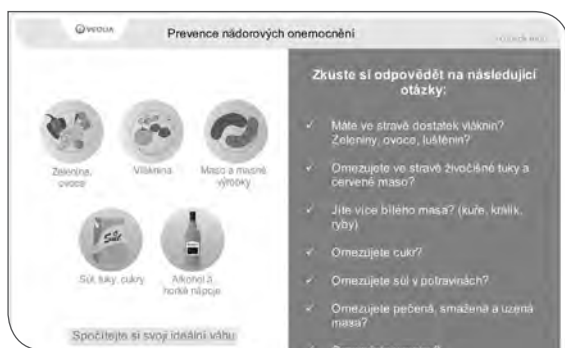 VEOLIA
Prevence nádorových onemocnění
Zelenina,
ovoce
Vláknina
Maso a masné
výrobky
Sůl
Sůl, tuky, cukry
Alkohol a
horké nápoje
Spočítejte si svoji ideální váhu
Zkuste si odpovědět na následující
otázky:
✓ Máte ve stravě dostatek vláknin?
Zeleniny, ovoce, luštěnin?
✓ Omezujete ve stravě živočišné tuky a
červené maso?
✓ Jíte více bílého masa? (kuře, králík,
ryby)
✓ Omezujete cukr?
✓ Omezujete sůl v potravinách?
✓ Omezujete pečená, smažená a uzená
masa?